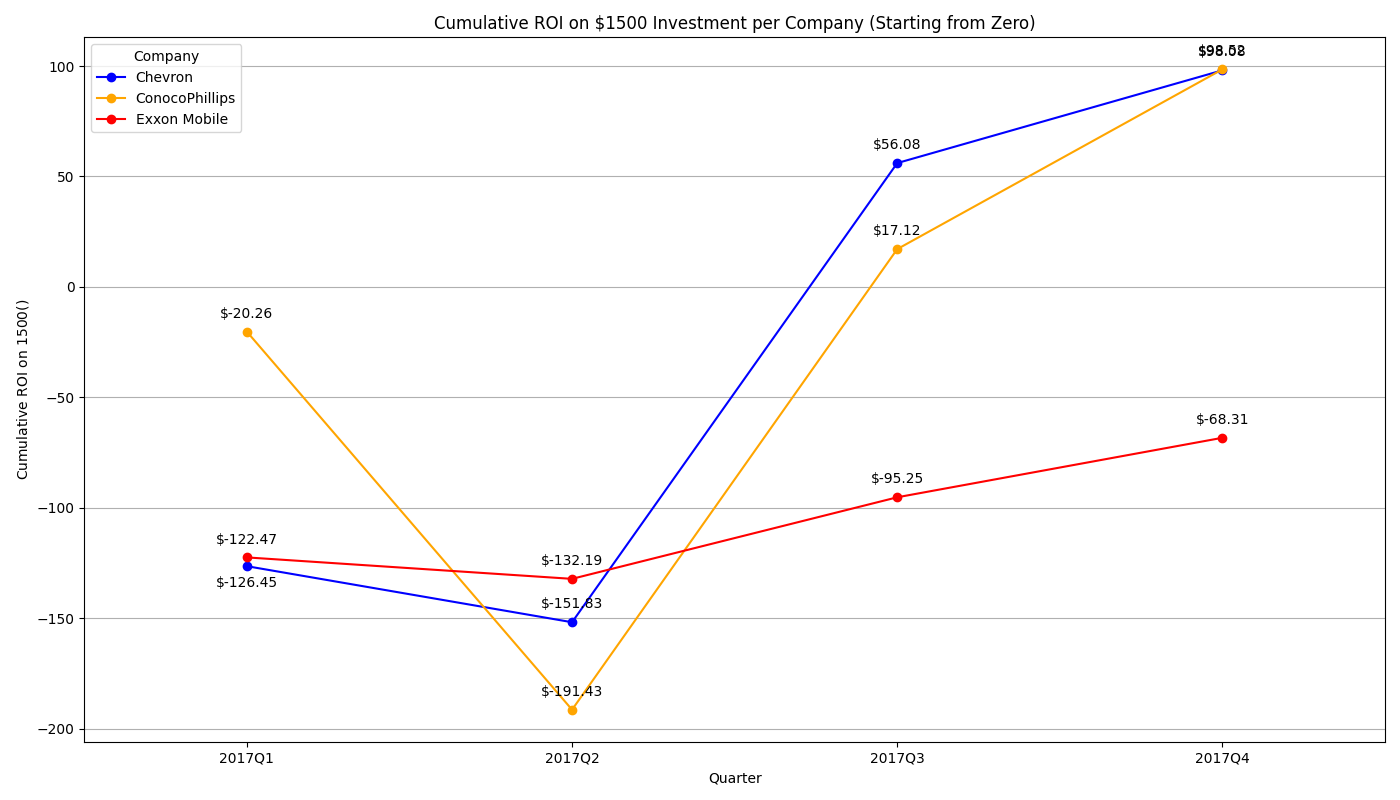 Cumulative ROI on $1500 Investment per Company (Starting from Zero)
Company
Chevron
ConocoPhillips
Exxon Mobile
Cumulative ROI on 1500()
100
50
0
−50
−100
−150
−200
$-20.26
$-122.47
$-126.45
$-132.19
$-151.83
$-191.43
$56.08
$17.12
$-95.25
$-68.31
2017Q1
2017Q2
2017Q3
2017Q4
Quarter